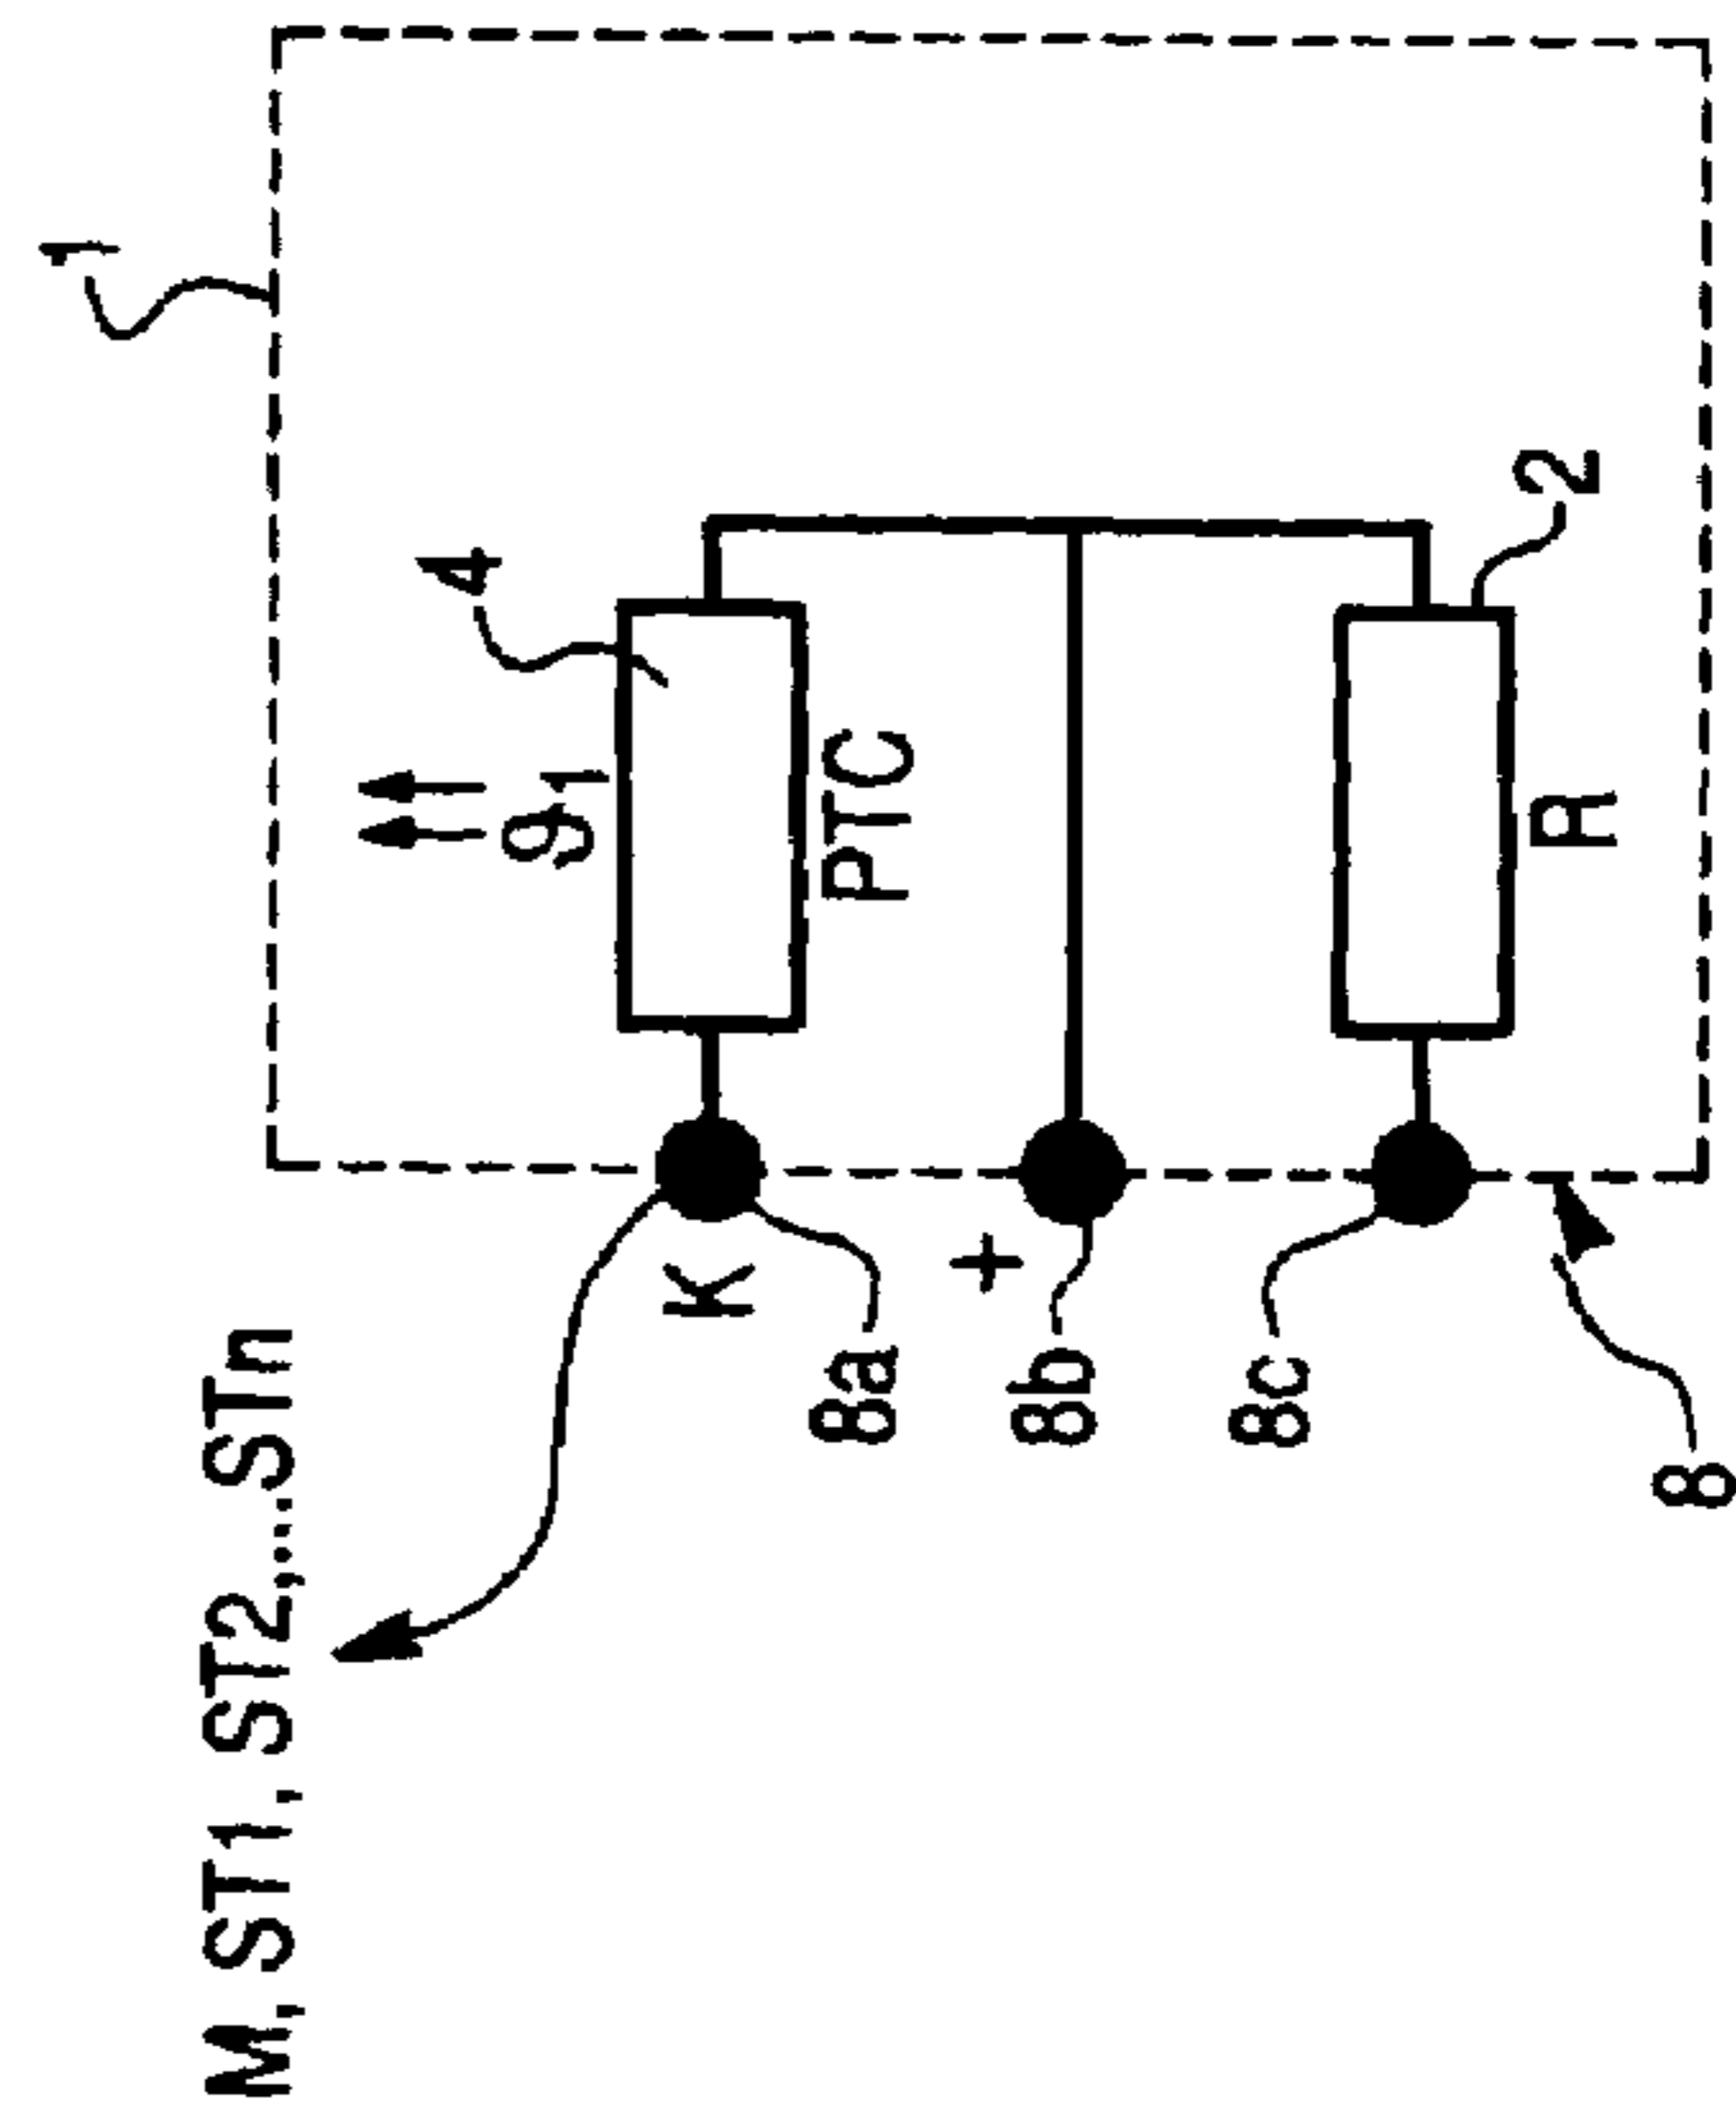 M, ST1, ST2,...STn
1
4
ϑ1
PTC
2
R
K
+
8a
8b
8c
8